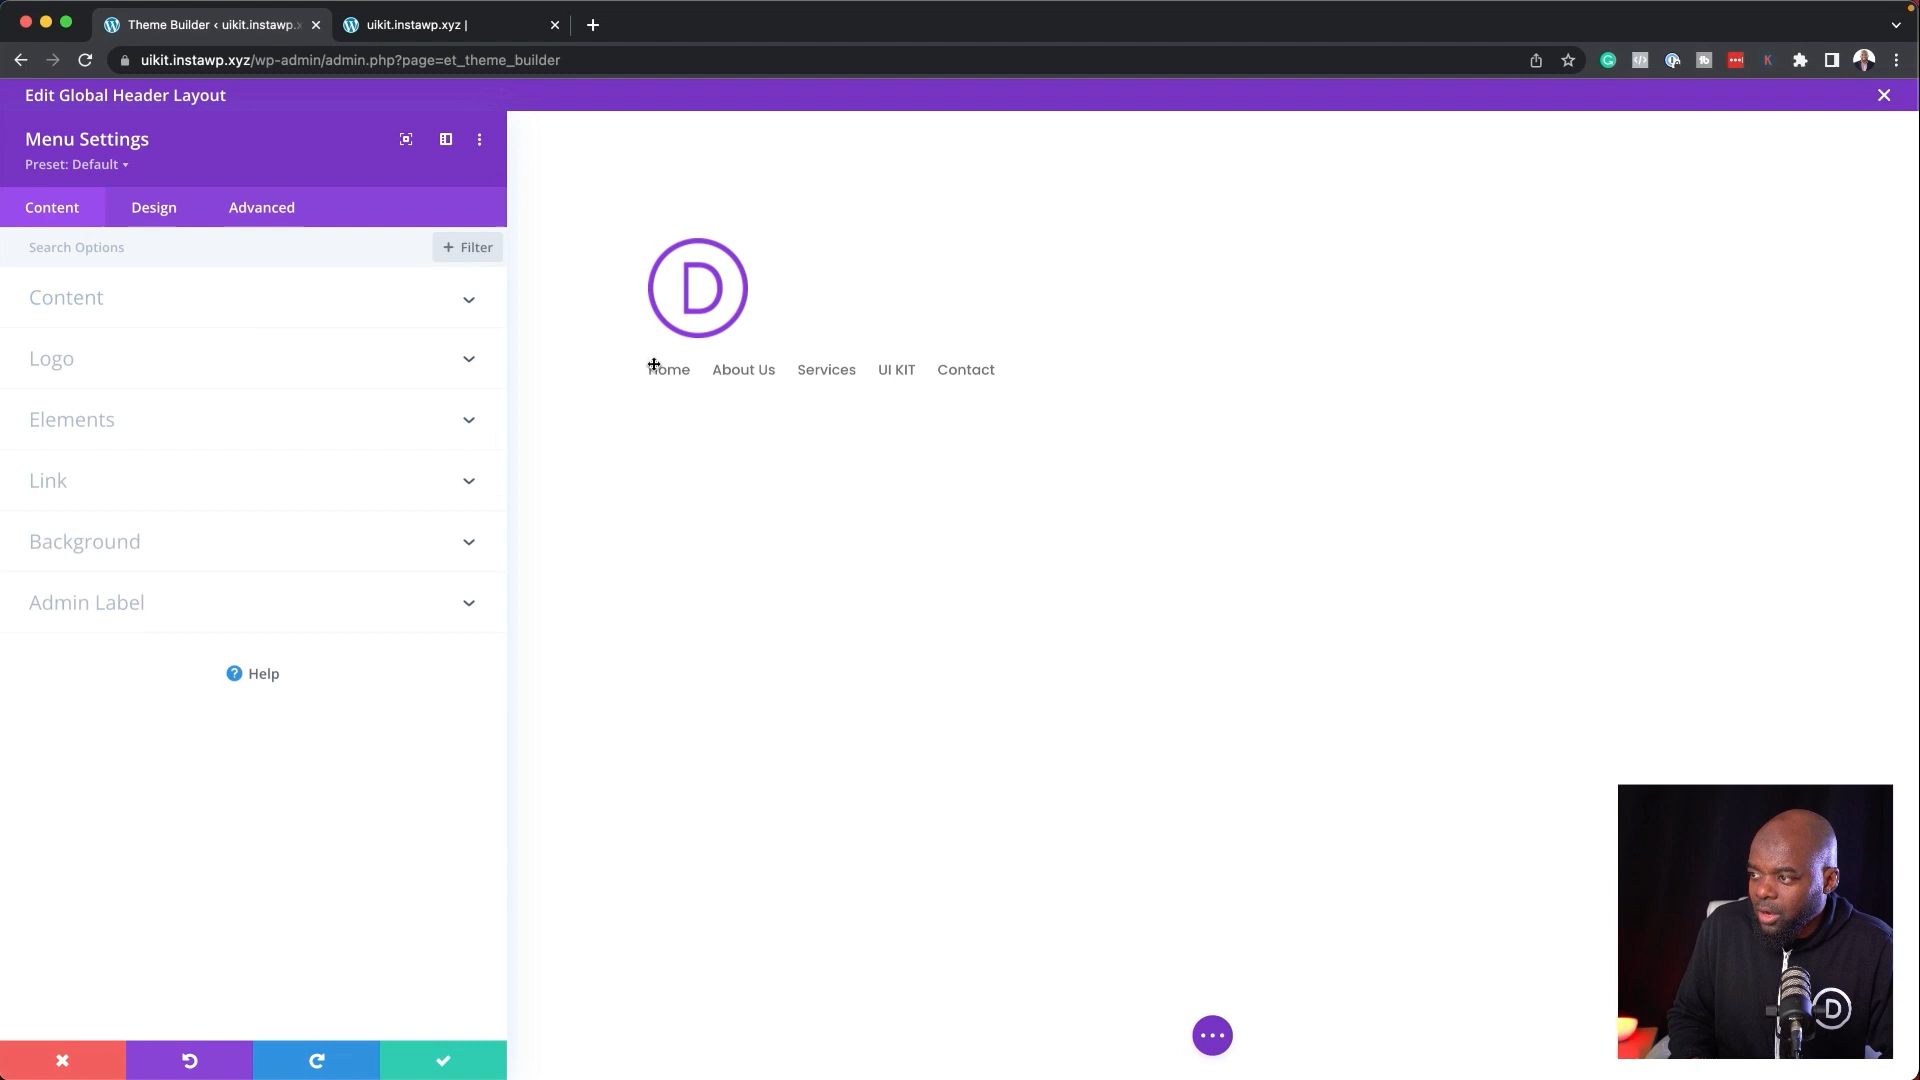 Theme Builder ‹ uikit.instawp.x
uikit.instawp.xyz |
uikit.instawp.xyz/wp-admin/admin.php?page=et_theme_builder
Edit Global Header Layout
Menu Settings
Preset: Default
Content Design Advanced
Search Options
+ Filter
Content
Logo
Elements
Link
Background
Admin Label
? Help
D
Home About Us Services UI KIT Contact
D